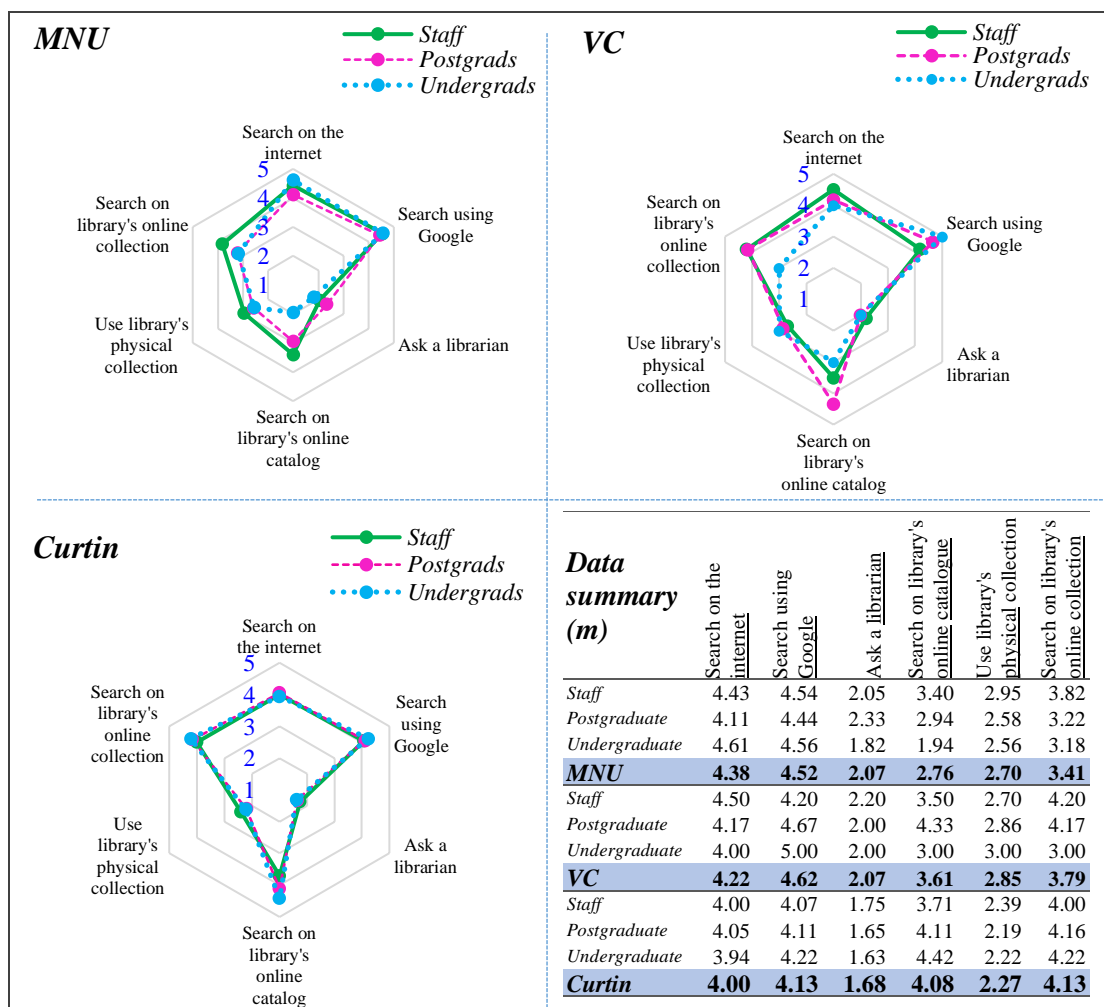 MNU
Staff
Postgrads
Undergrads
Search on the
internet
Search using
Google
Ask a librarian
Search on
library's online
catalog
Use library's
physical
collection
Search on
library's online
collection
5
4
3
2
1
VC
Staff
Postgrads
Undergrads
Search on the
internet
Search using
Google
Ask a
librarian
Search on
library's
online catalog
Use library's
physical
collection
Search on
library's
online
collection
5
4
3
2
1
Curtin
Staff
Postgrads
Undergrads
Search on
the internet
Search
using
Google
Ask a
librarian
Search on
library's
online
catalog
Use
library's
physical
collection
Search on
library's
online
collection
5
4
3
2
1
Data
summary
(m)
Search on the
internet
Search using
Google
Ask a librarian
Search on library's
online catalogue
Use library's
physical collection
Search on library's
online collection
Staff 4.43 4.54 2.05 3.40 2.95 3.82
Postgraduate 4.11 4.44 2.33 2.94 2.58 3.22
Undergraduate 4.61 4.56 1.82 1.94 2.56 3.18
MNU 4.38 4.52 2.07 2.76 2.70 3.41
Staff 4.50 4.20 2.20 3.50 2.70 4.20
Postgraduate 4.17 4.67 2.00 4.33 2.86 4.17
Undergraduate 4.00 5.00 2.00 3.00 3.00 3.00
VC 4.22 4.62 2.07 3.61 2.85 3.79
Staff 4.00 4.07 1.75 3.71 2.39 4.00
Postgraduate 4.05 4.11 1.65 4.11 2.19 4.16
Undergraduate 3.94 4.22 1.63 4.42 2.22 4.22
Curtin 4.00 4.13 1.68 4.08 2.27 4.13